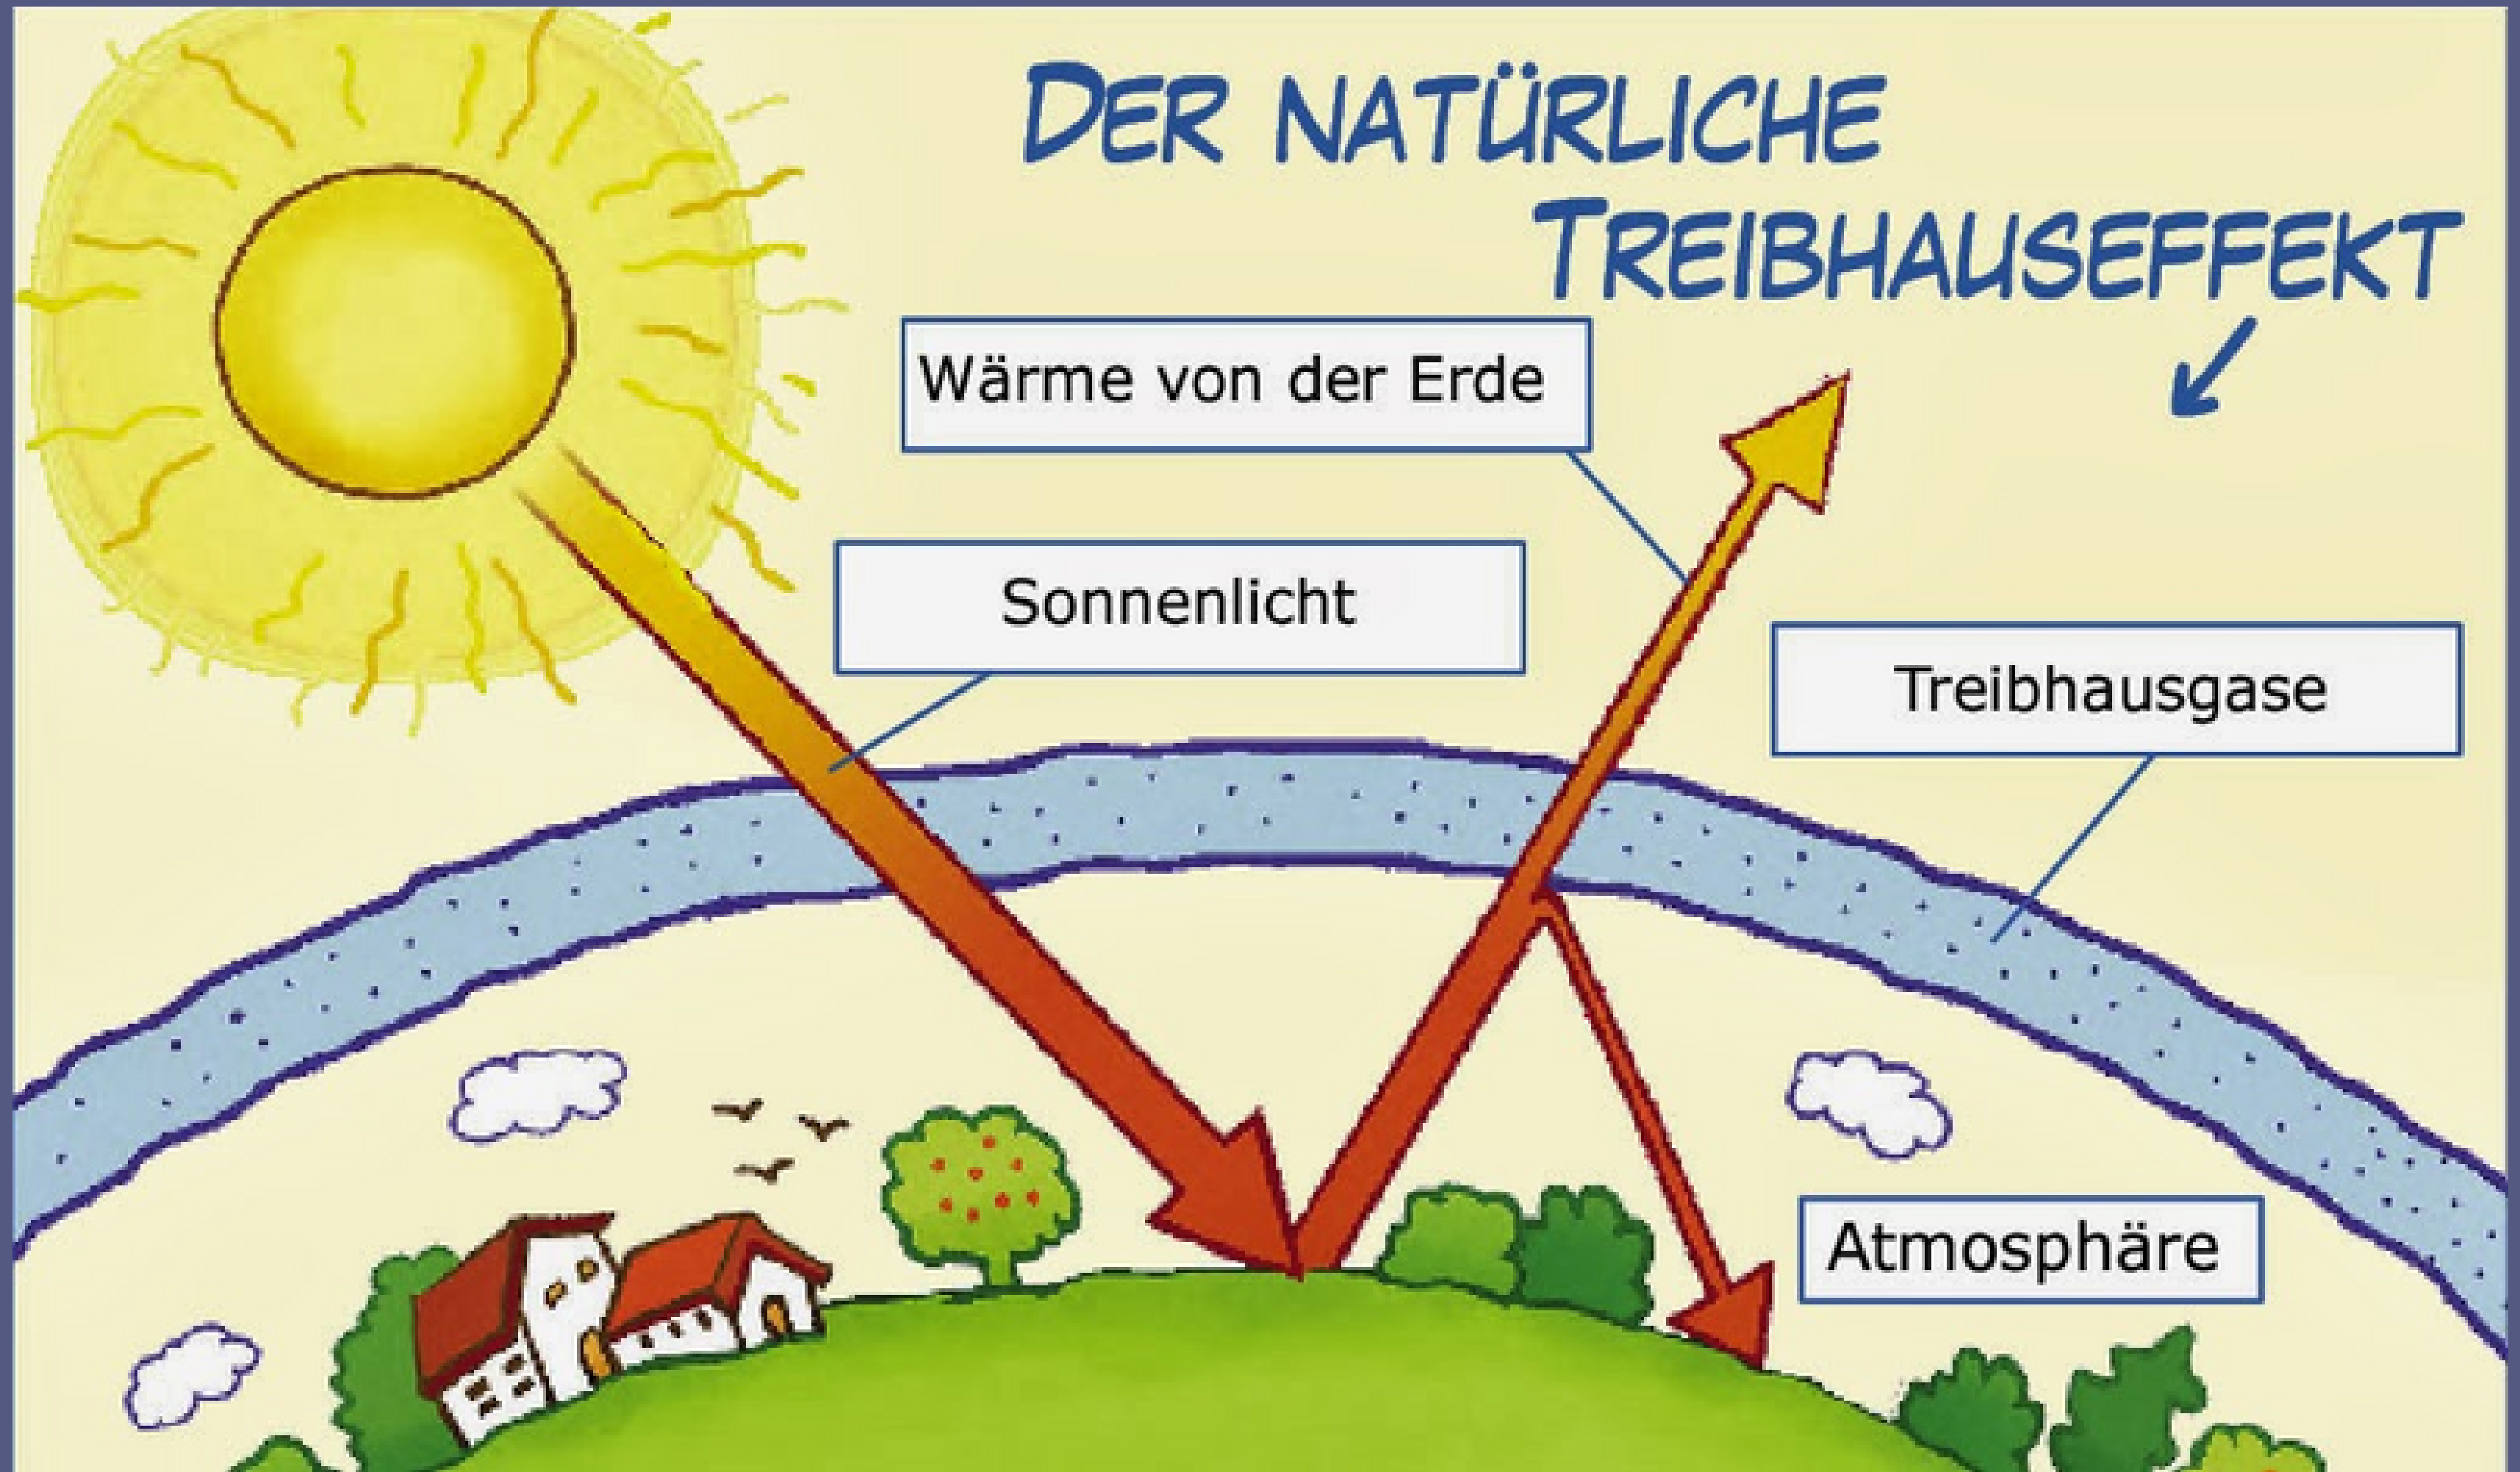 DER NATÜRLICHE
TREIBHAUSEFFEKT
Wärme von der Erde
Sonnenlicht
Treibhausgase
Atmosphäre